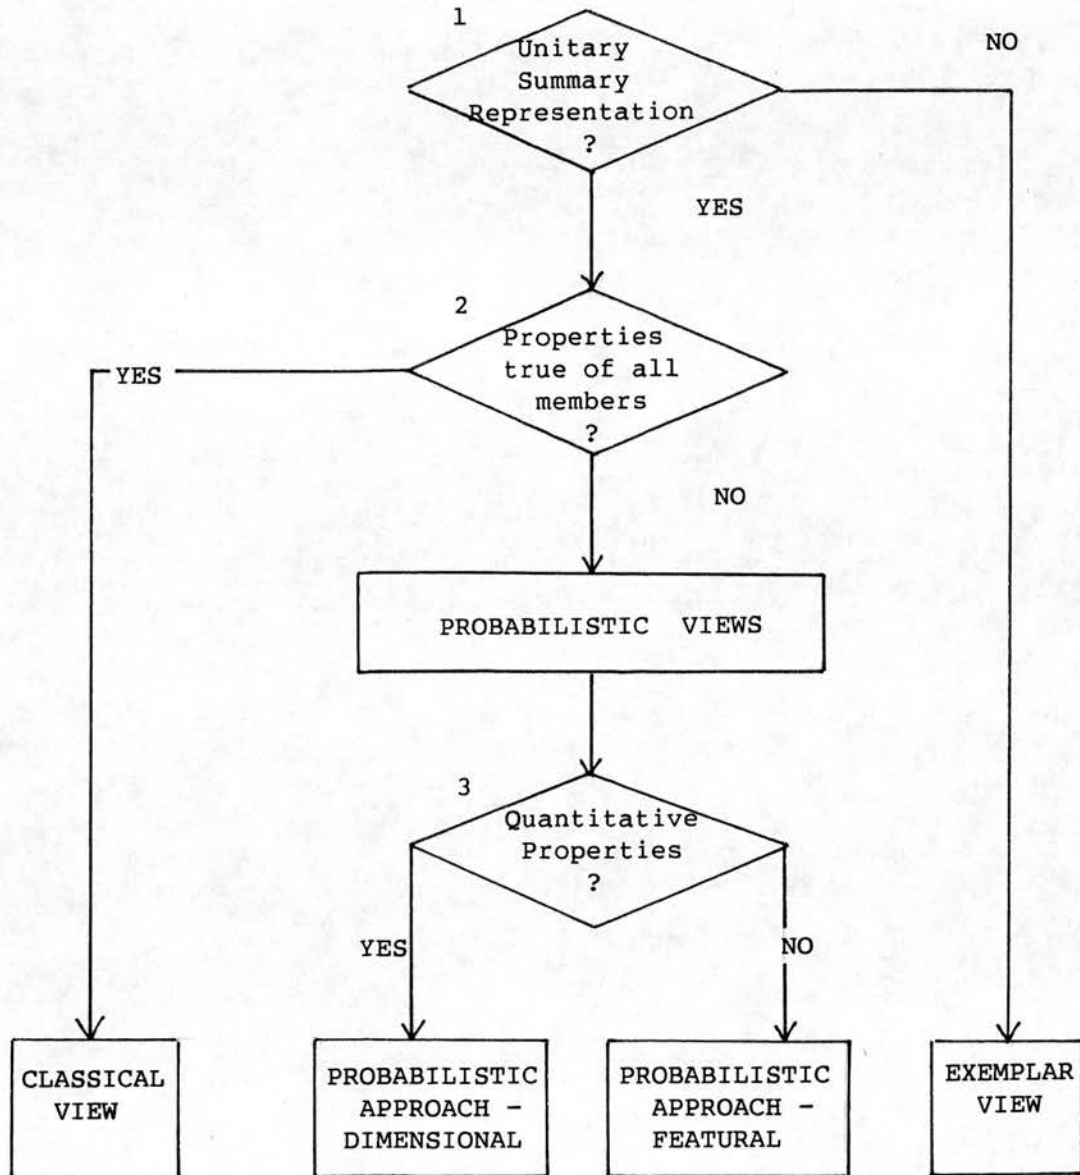 1
Unitary
Summary
Representation
?
NO
YES
2
Properties
true of all
members
?
YES
NO
PROBABILISTIC VIEWS
3
Quantitative
Properties
?
YES
NO
CLASSICAL
VIEW
PROBABILISTIC
APPROACH –
DIMENSIONAL
PROBABILISTIC
APPROACH –
FEATURAL
EXEMPLAR
VIEW